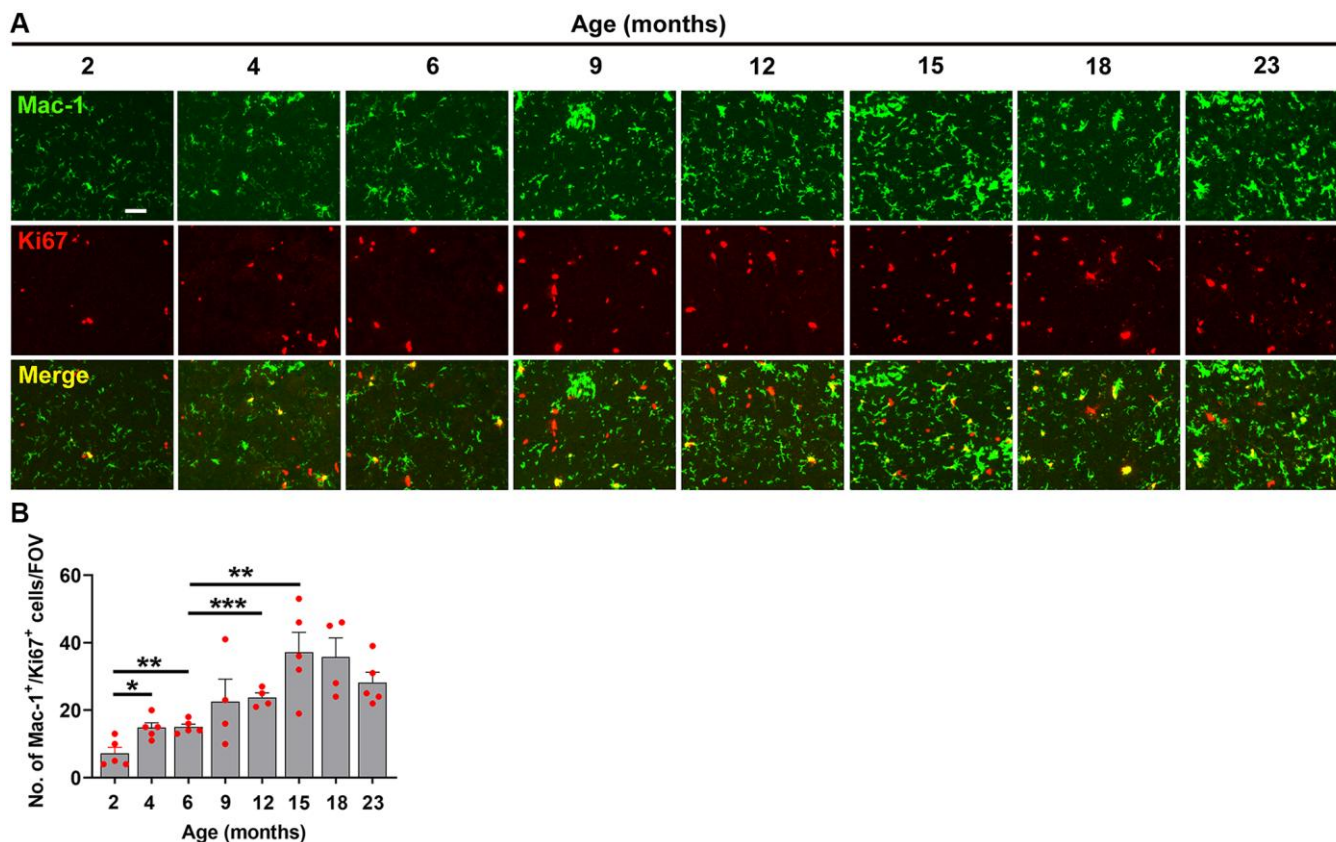 A
Age (months)
2 4 6 9 12 15 18 23
Mac-1
Ki67
Merge
B
No. of Mac-1⁺/Ki67⁺ cells/FOV
60
40
20
0
**
***
**
*
2 4 6 9 12 15 18 23
Age (months)